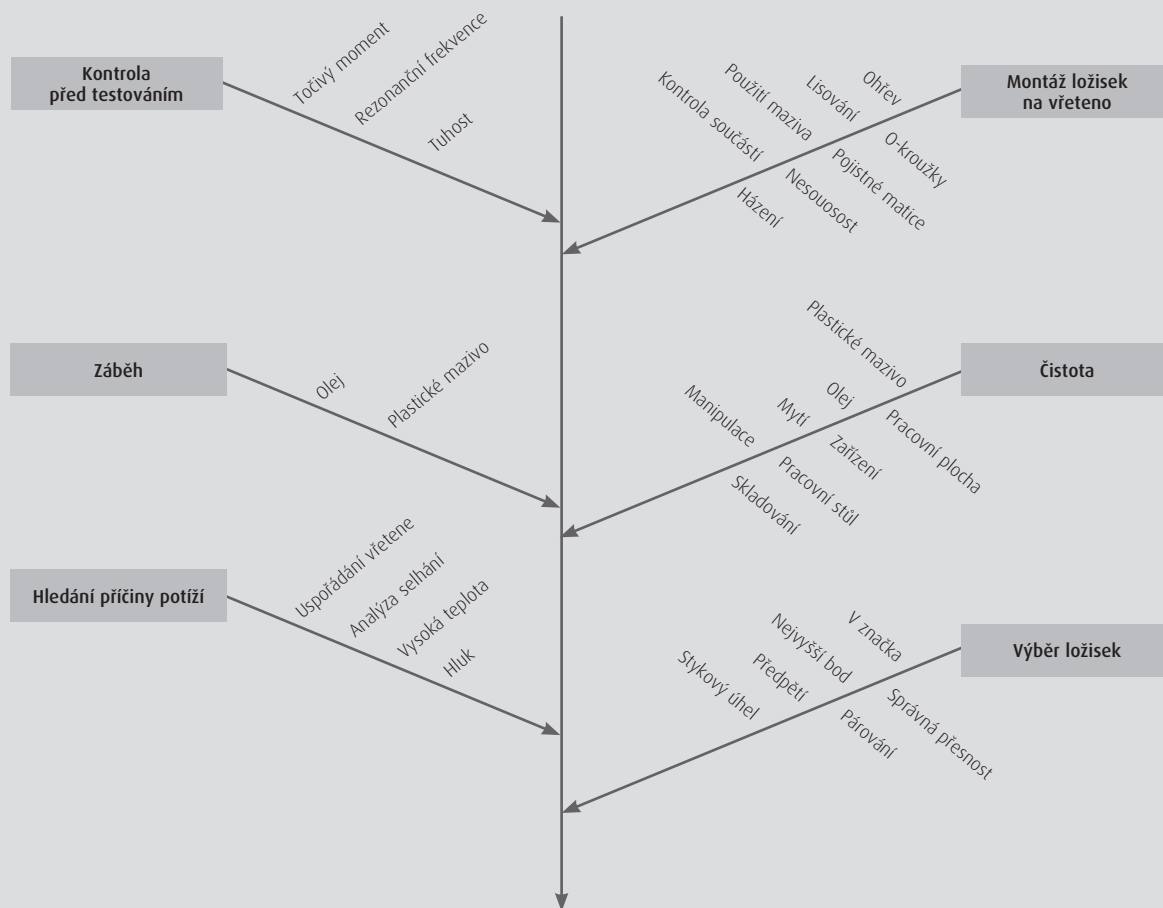 Kontrola
před testováním
Točivý moment
Rezonanční frekvence
Tuhost
Montáž ložisek
na vřeteno
Ohřev
Lisování
Použití maziva
Kontrola součástí
O-kroužky
Pojistné matice
Nesouosost
Házení
Záběh
Olej
Plastické mazivo
Čistota
Plastické mazivo
Olej
Mytí
Manipulace
Pracovní plocha
Zařízení
Pracovní stůl
Skladování
Hledání příčiny potíží
Uspořádání vřetene
Analýza selhání
Vysoká teplota
Hluk
Výběr ložisek
V značka
Nejvyšší bod
Předpětí
Stykový úhel
Správná přesnost
Párování